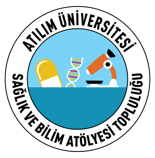 ATILIM ÜNİVERSİTESİ
SAĞLIK VE BİLİM ATÖLYESİ TOPLULUĞU